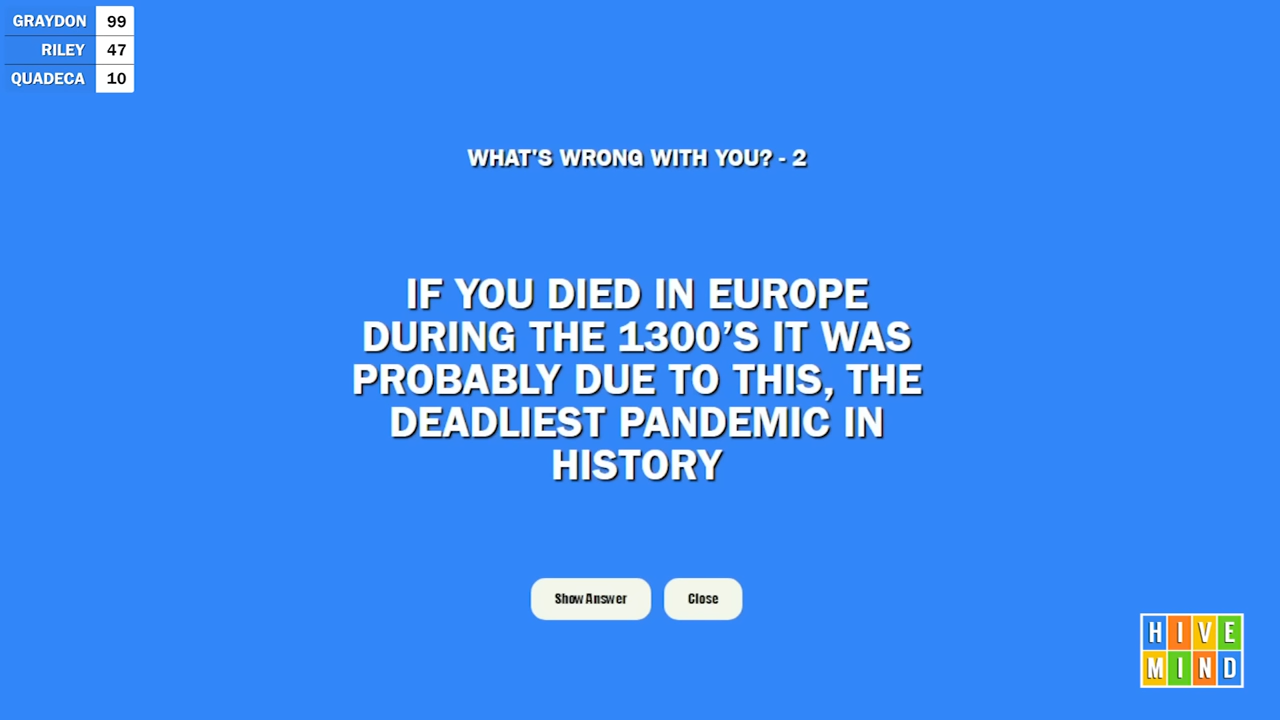 GRAYDON 99
RILEY 47
QUADECA 10
WHAT'S WRONG WITH YOU? - 2
IF YOU DIED IN EUROPE
DURING THE 1300’S IT WAS
PROBABLY DUE TO THIS, THE
DEADLIEST PANDEMIC IN
HISTORY
Show Answer
Close
HIVE
MIND